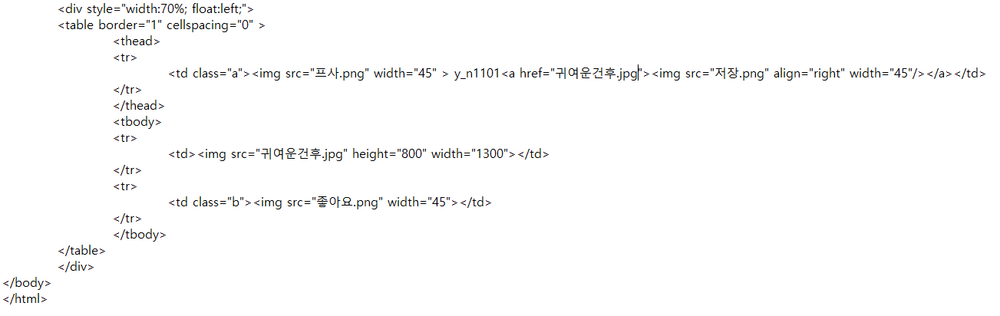 <div style="width:70%; float:left;">
<table border="1" cellspacing="0" >
<thead>
<tr>
<td class="a"><img src="프사.png" width="45" > y_n1101<a href="귀여운건후.jpg"><img src="저장.png" align="right" width="45"/></a></td>
</tr>
</thead>
<tbody>
<tr>
<td><img src="귀여운건후.jpg" height="800" width="1300"></td>
</tr>
<tr>
<td class="b"><img src="좋아요.png" width="45"></td>
</tr>
</tbody>
</table>
</div>
</body>
</html>